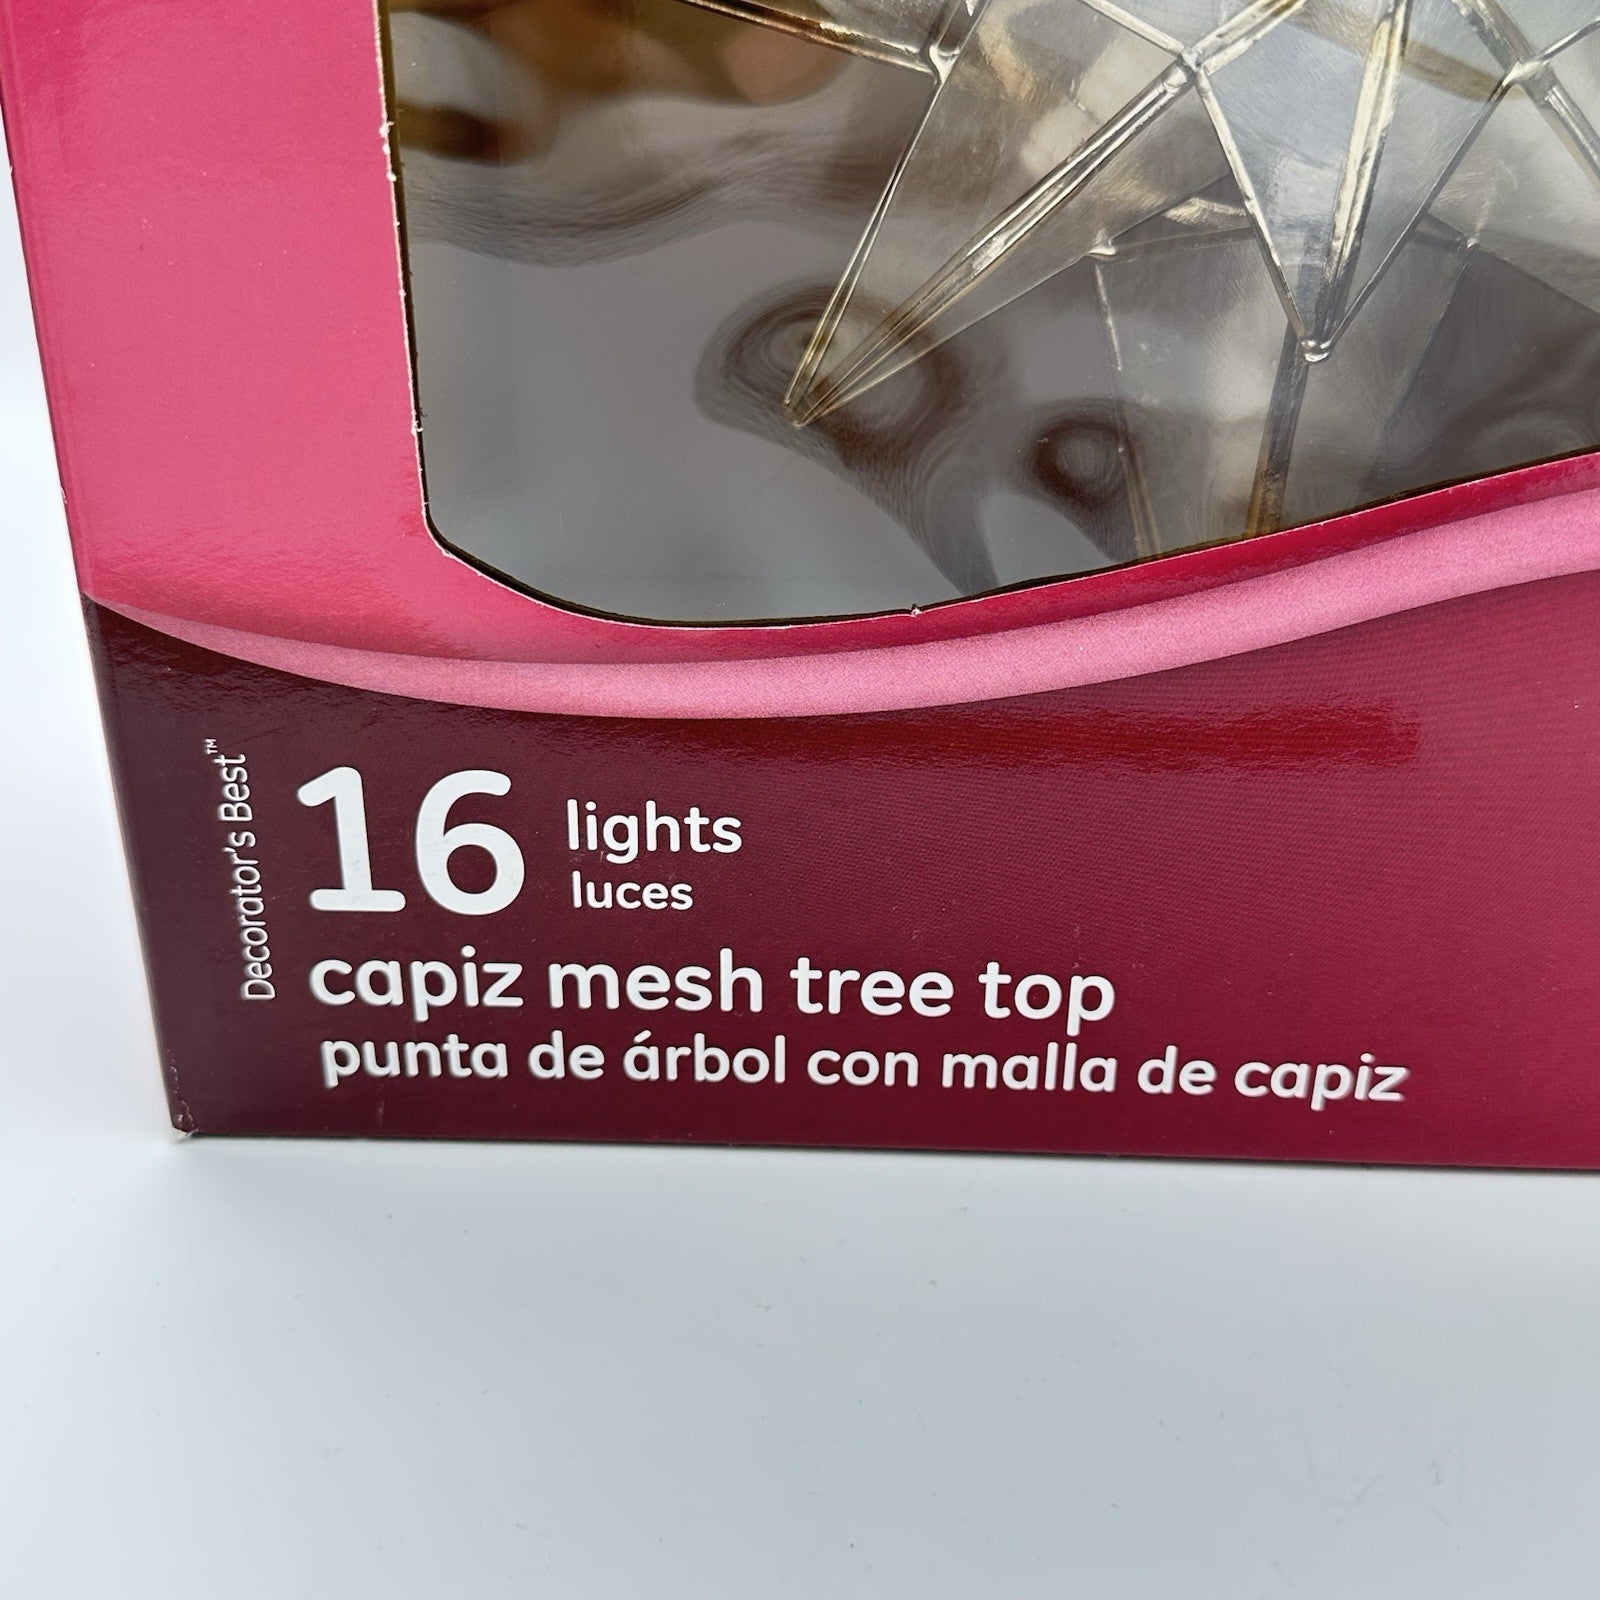 Decorator's Best™
16 lights
luces
capiz mesh tree top
punta de árbol con malla de capiz